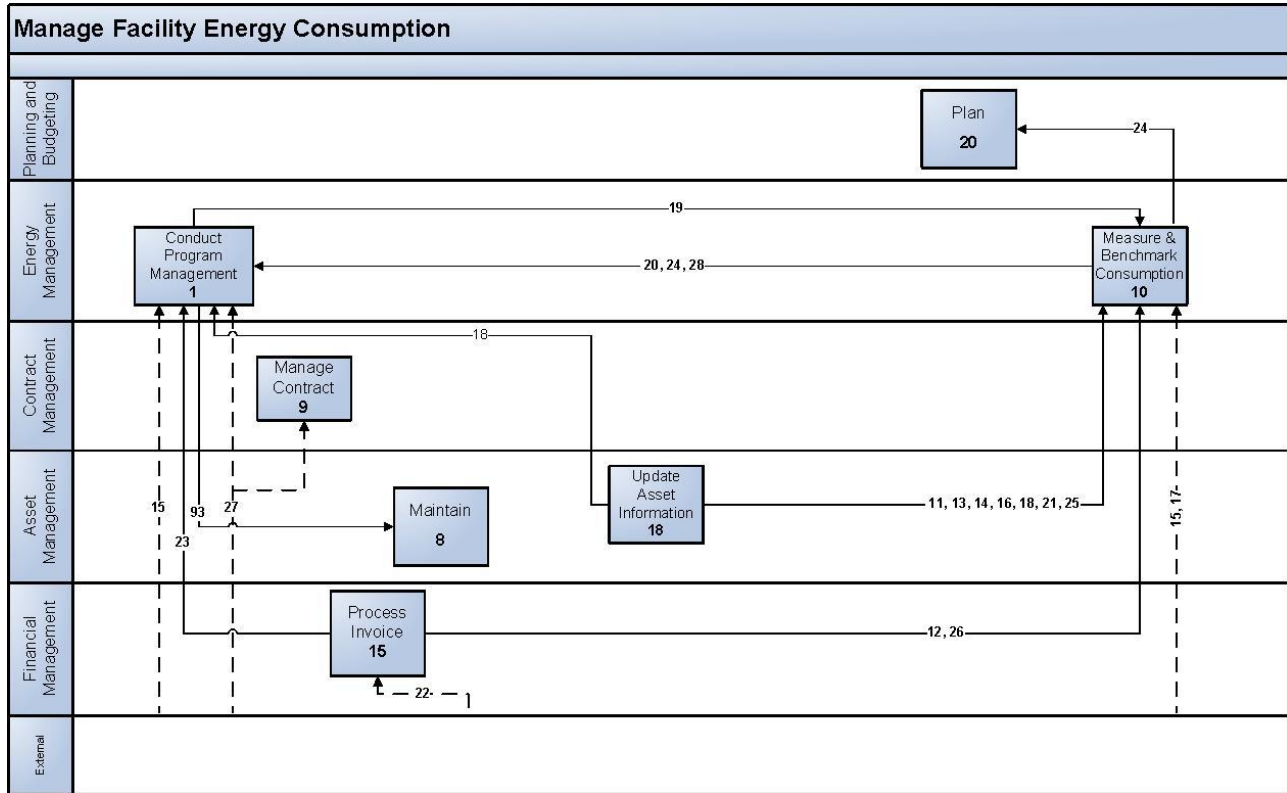 Manage Facility Energy Consumption
Planning and
Budgeting
Plan
20
24
Energy
Management
19
Conduct
Program
Management
1
20, 24, 28
Measure &
Benchmark
Consumption
10
Contract
Management
18
Manage
Contract
9
Asset
Management
15
93
27
23
Maintain
8
Update
Asset
Information
18
11, 13, 14, 16, 18, 21, 25
15, 17
Financial
Management
Process
Invoice
15
12, 26
22
External